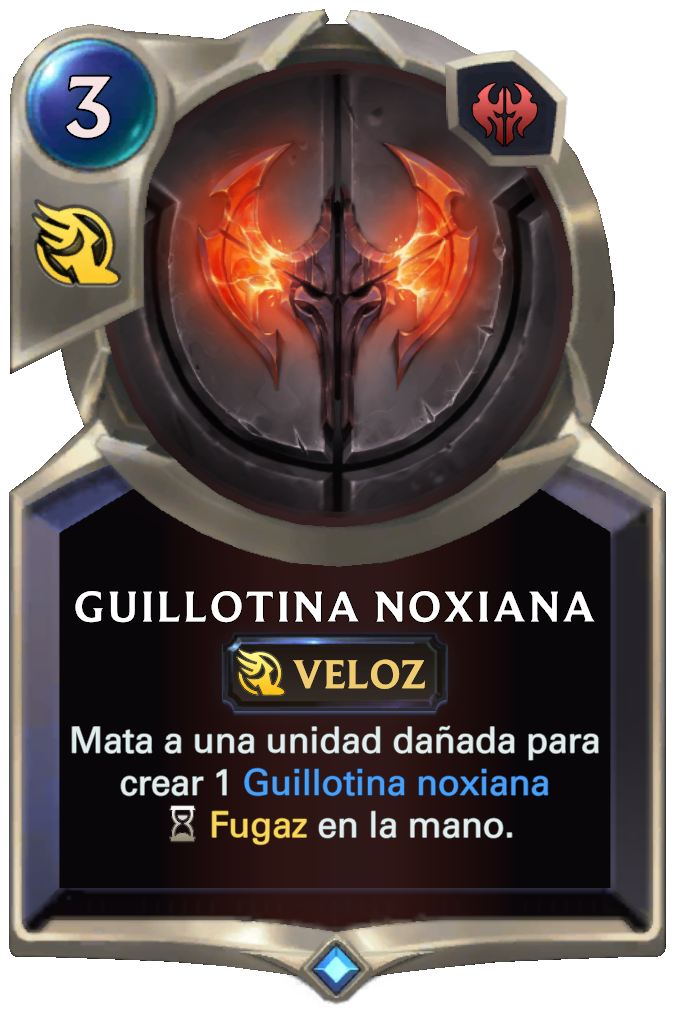 3
GUILLOTINA NOXIANA
VELOZ
Mata a una unidad dañada para
crear 1 Guillotina noxiana
Fugaz en la mano.